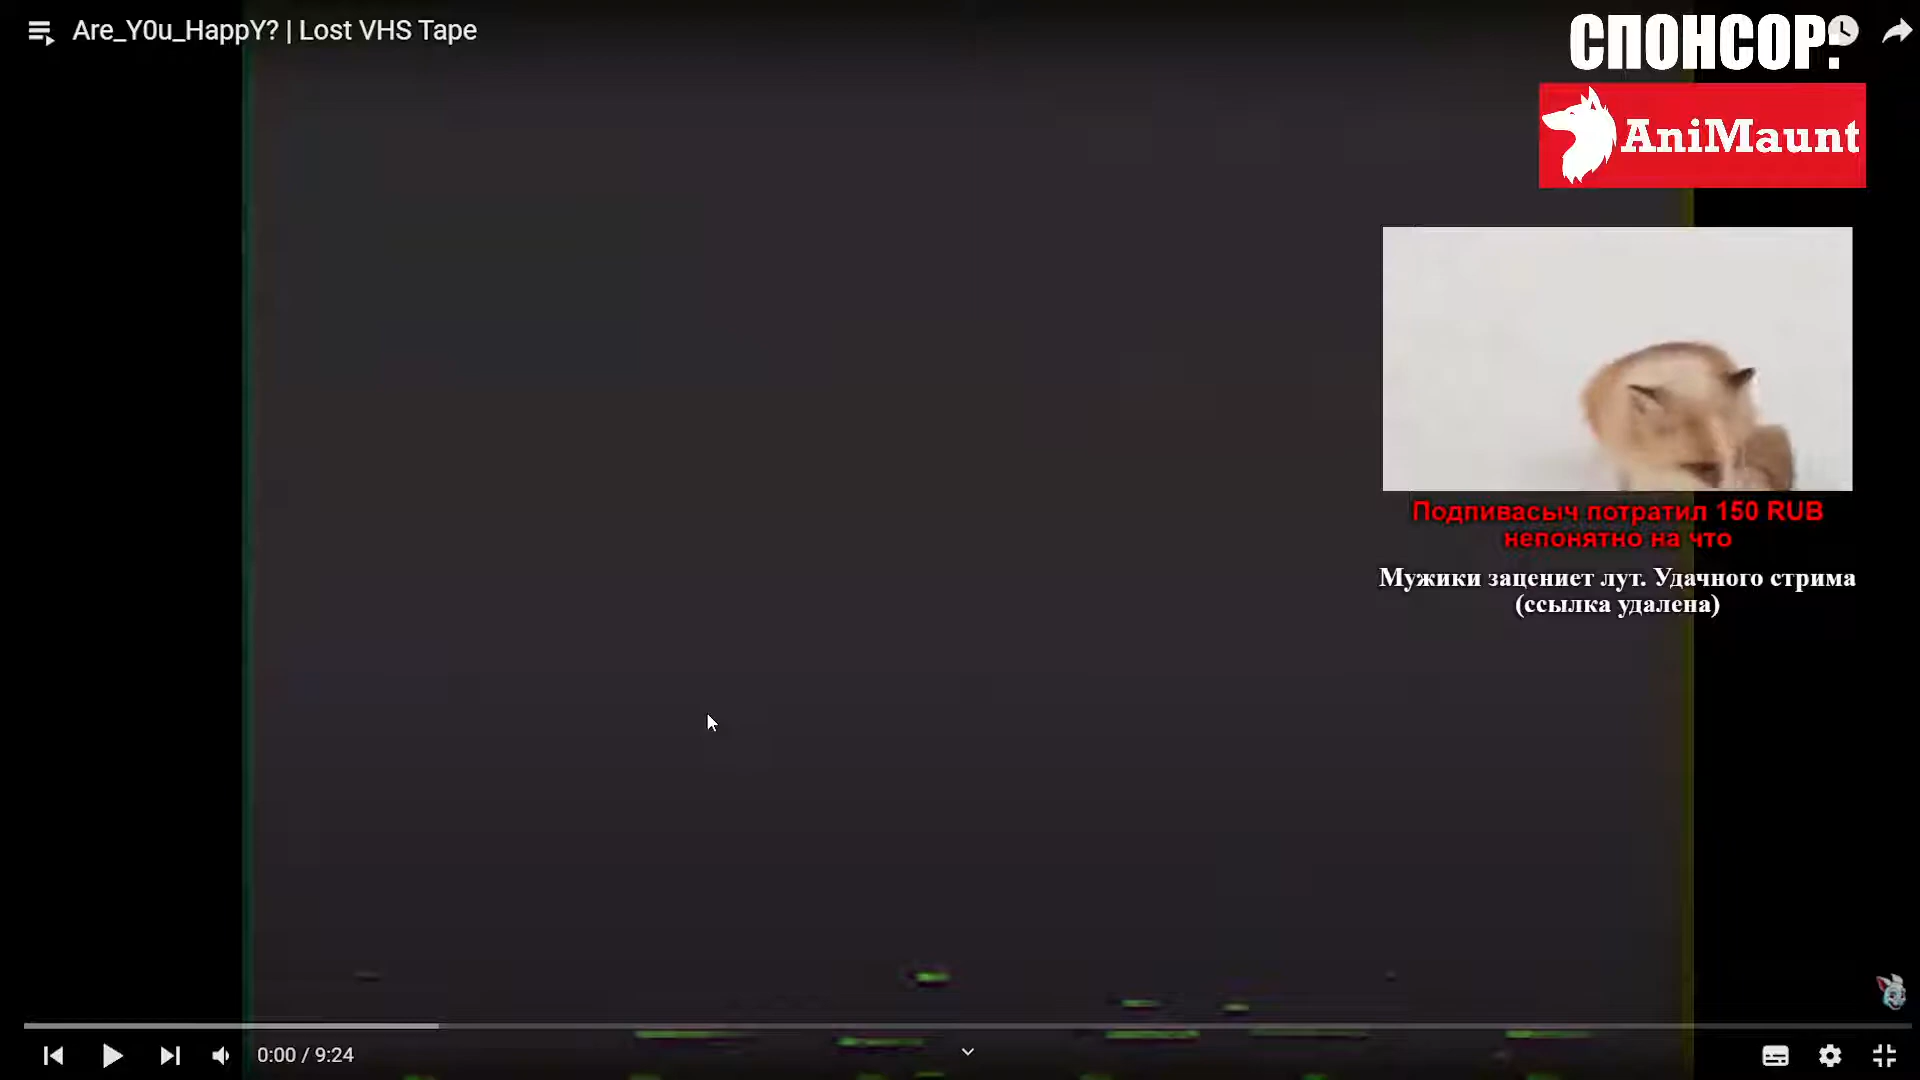 Are_Y0u_HappY? | Lost VHS Tape
СПОНСОР:
AniMaunt
Подпивасыч потратил 150 RUB
непонятно на что
Мужики зацениет лут. Удачного стрима
(ссылка удалена)
0:00 / 9:24